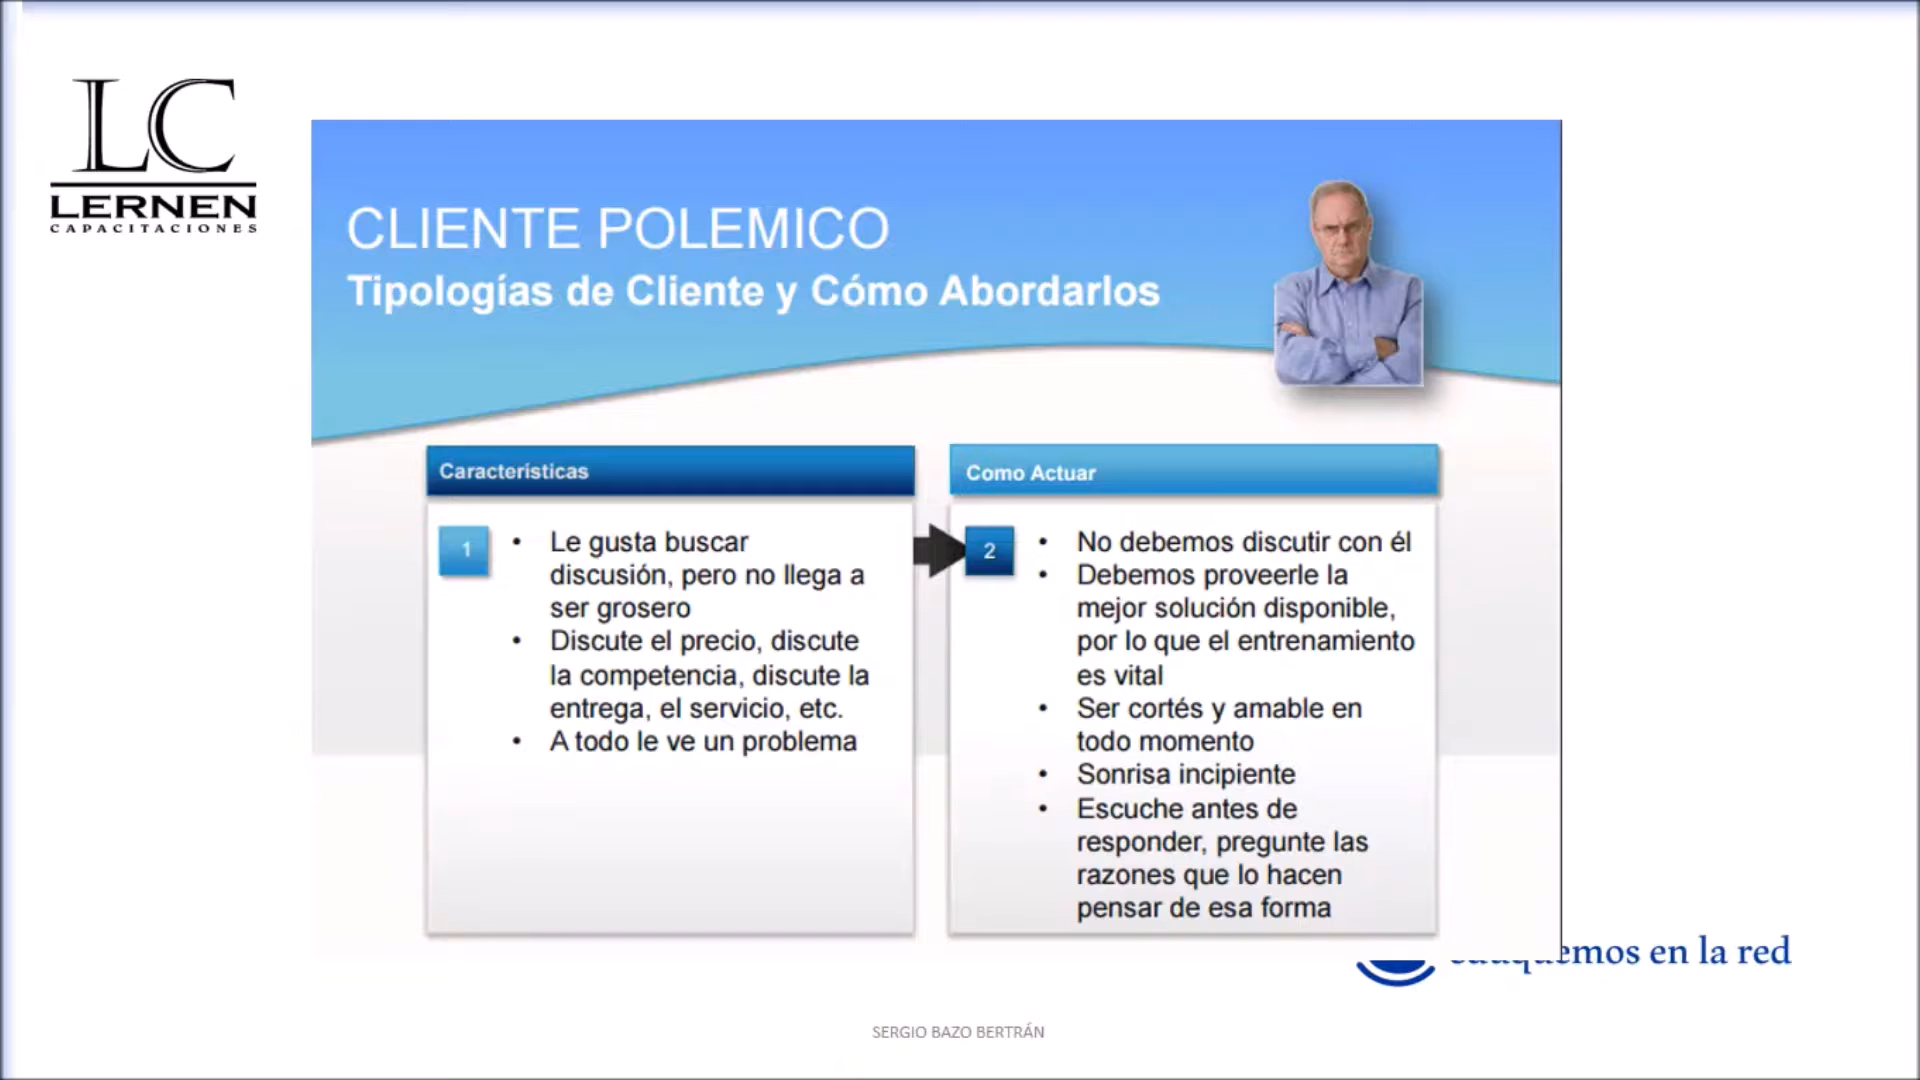 LC
LERNEN
CAPACITACIONES
CLIENTE POLEMICO
Tipologías de Cliente y Cómo Abordarlos
Características
1
• Le gusta buscar
discusión, pero no llega a
ser grosero
• Discute el precio, discute
la competencia, discute la
entrega, el servicio, etc.
• A todo le ve un problema
Como Actuar
2
• No debemos discutir con él
• Debemos proveerle la
mejor solución disponible,
por lo que el entrenamiento
es vital
• Ser cortés y amable en
todo momento
• Sonrisa incipiente
• Escuche antes de
responder, pregunte las
razones que lo hacen
pensar de esa forma
en la red
SERGIO BAZO BERTRÁN